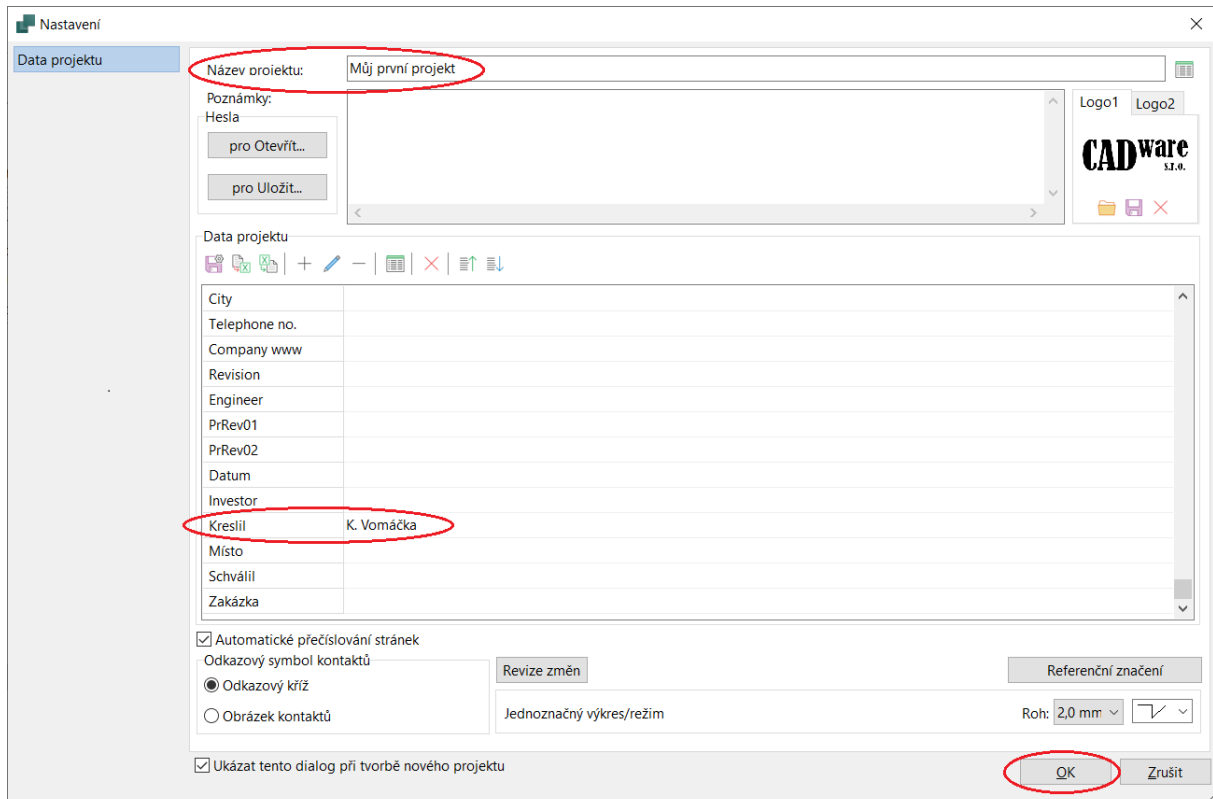 Nastavení
Data projektu
Název projektu: Můj první projekt
Poznámky:
Hesla
pro Otevřít...
pro Uložit...
Logo1 Logo2
CADware
s.r.o.
Data projektu
City
Telephone no.
Company www
Revision
Engineer
PrRev01
PrRev02
Datum
Investor
Kreslil K. Vomáčka
Místo
Schválil
Zakázka
Automatické přečíslování stránek
Odkazový symbol kontaktů
Odkazový kříž
Obrázek kontaktů
Revize změn
Referenční značení
Jednoznačný výkres/režim
Roh: 2,0 mm
Ukázat tento dialog při tvorbě nového projektu
OK Zrušit